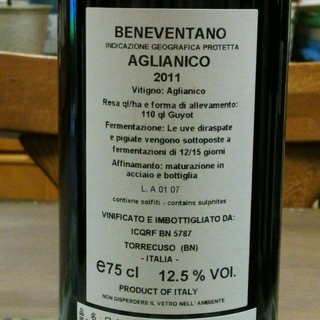 BENEVENTANO
INDICAZIONE GEOGRAFICA PROTETTA
AGLIANICO
2011
Vitigno: Aglianico
Resa ql/ha e forma di allevamento:
110 ql Guyot
Fermentazione: Le uve diraspate
e pigiate vengono sottoposte a
fermentazioni di 12/15 giorni
Affinamanto: maturazione in
acciaio e bottiglia
L. A 01 07
contiene solfiti - contains sulphites
VINIFICATO E IMBOTTIGLIATO DA:
ICQRF BN 5787
TORRECUSO (BN)
- ITALIA -
e75 cl 12.5 % VOL.
PRODUCT OF ITALY
NON DISPERDERE IL VETRO NELL' AMBIENTE